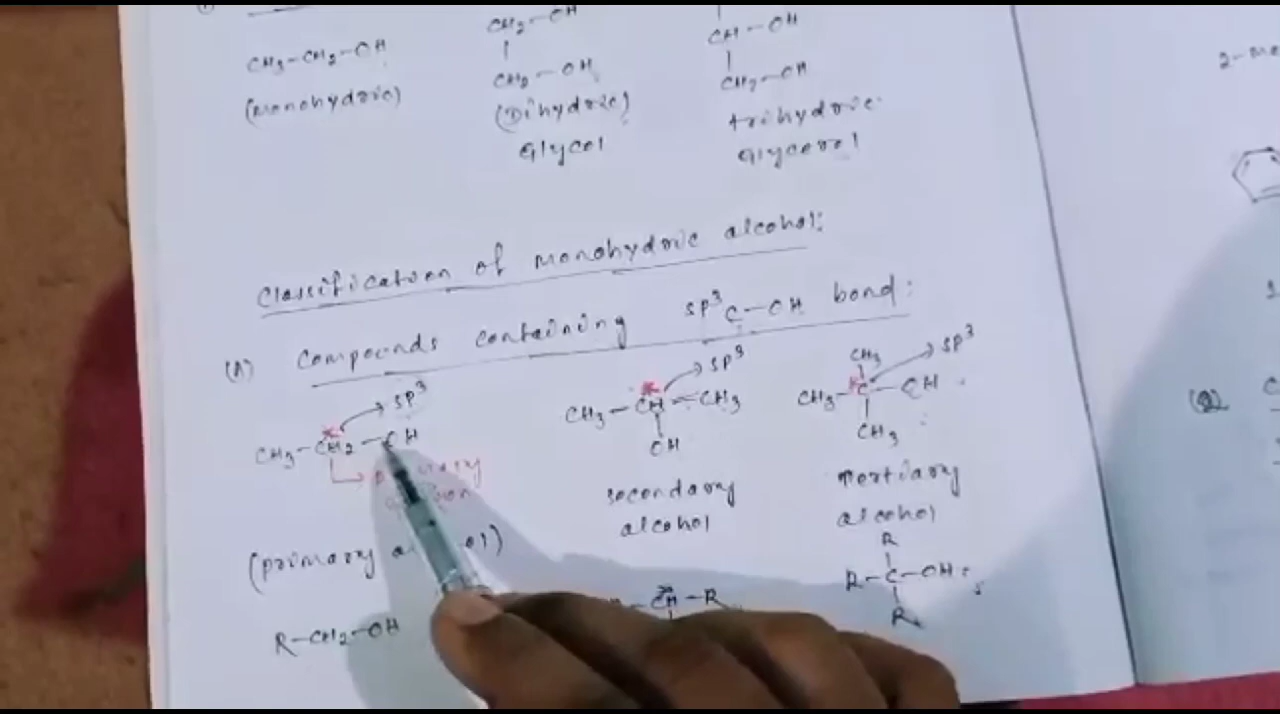 CH3-CH2-OH
(Monohydric)
CH2-OH
CH2-OH
(Dihydric)
Glycol
CH-OH
CH2-OH
trihydric
Glycerol
Classification of monohydric alcohol:
(A) Compounds containing SP³ C-OH bond:
SP³
CH3-CH2-OH
(primary
R-CH2-OH
SP³
CH3-CH-CH3
OH
secondary
alcohol
CH-R
SP³
CH3
CH3-C-OH
CH3
Tertiary
alcohol
R
R-C-OH
R